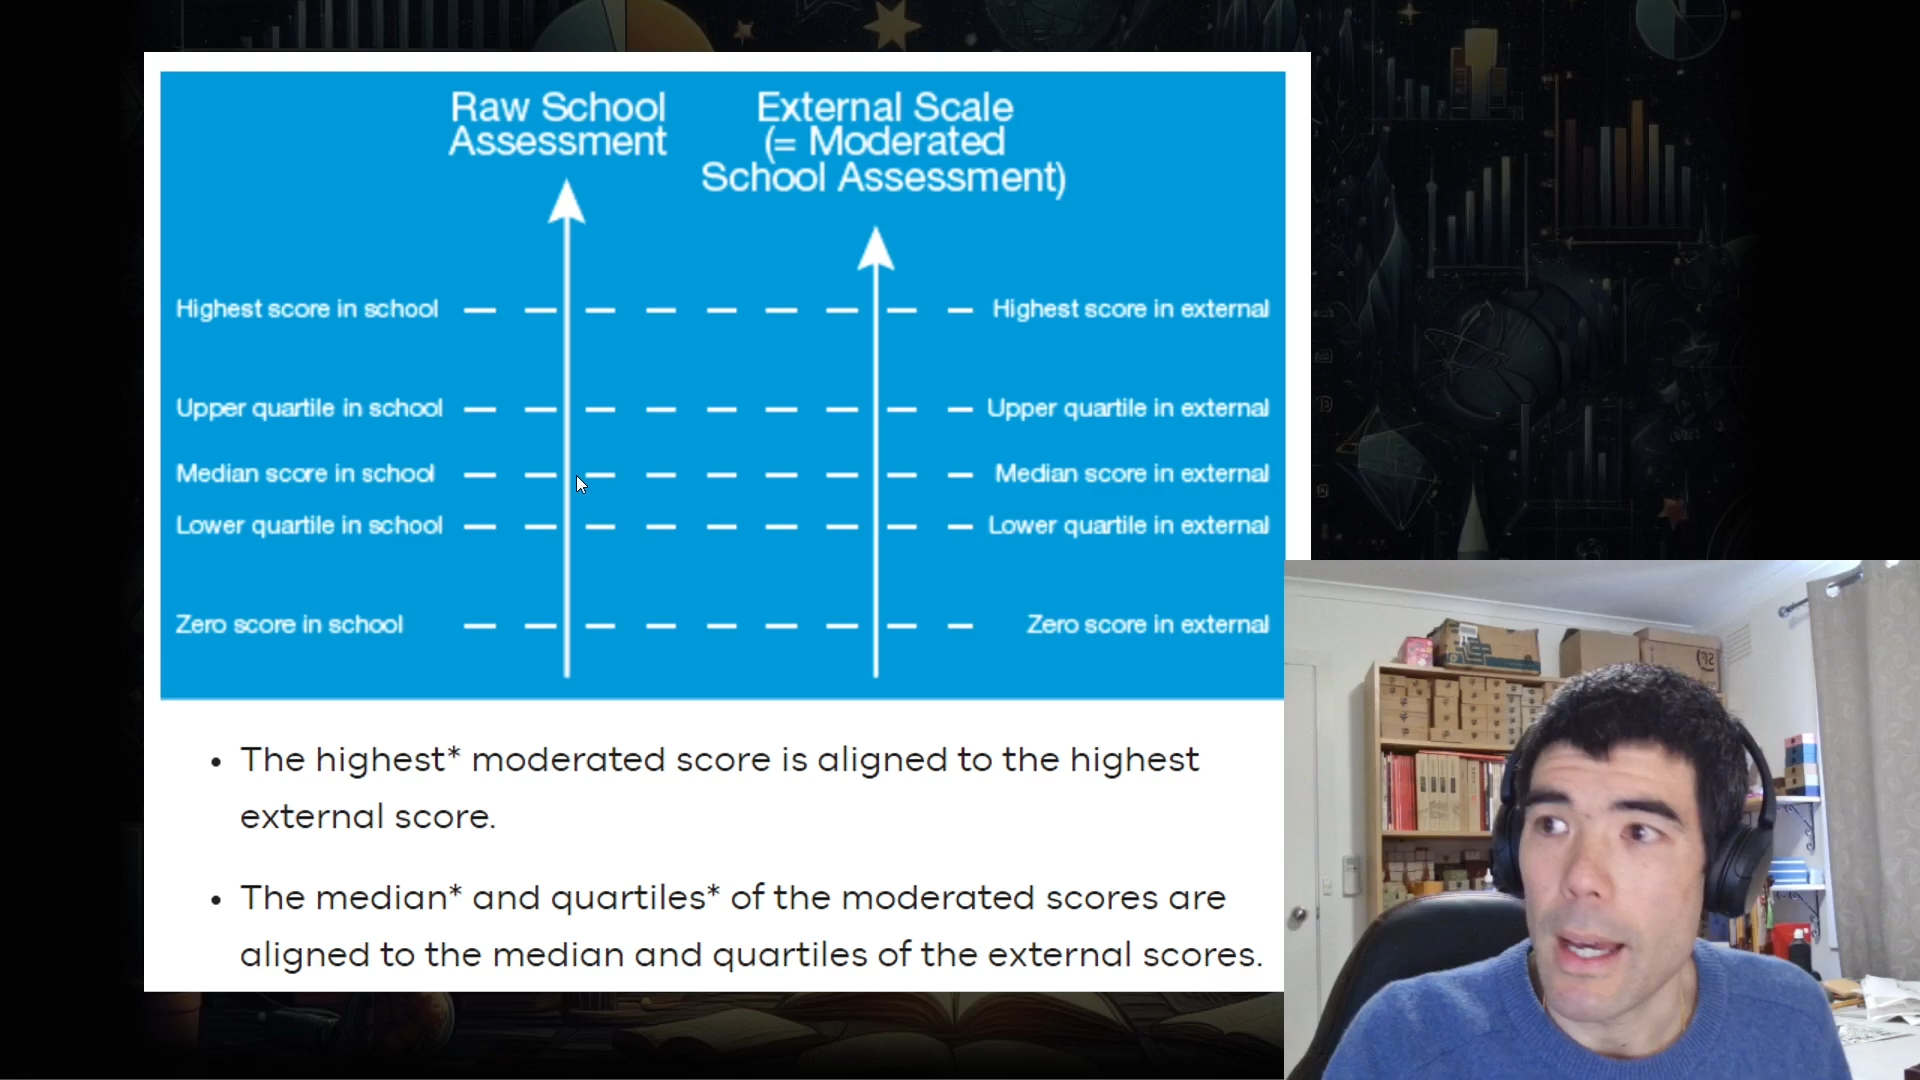 Raw School
Assessment
External Scale
(= Moderated
School Assessment)
Highest score in school
Highest score in external
Upper quartile in school
Upper quartile in external
Median score in school
Median score in external
Lower quartile in school
Lower quartile in external
Zero score in school
Zero score in external
• The highest* moderated score is aligned to the highest
external score.
• The median* and quartiles* of the moderated scores are
aligned to the median and quartiles of the external scores.